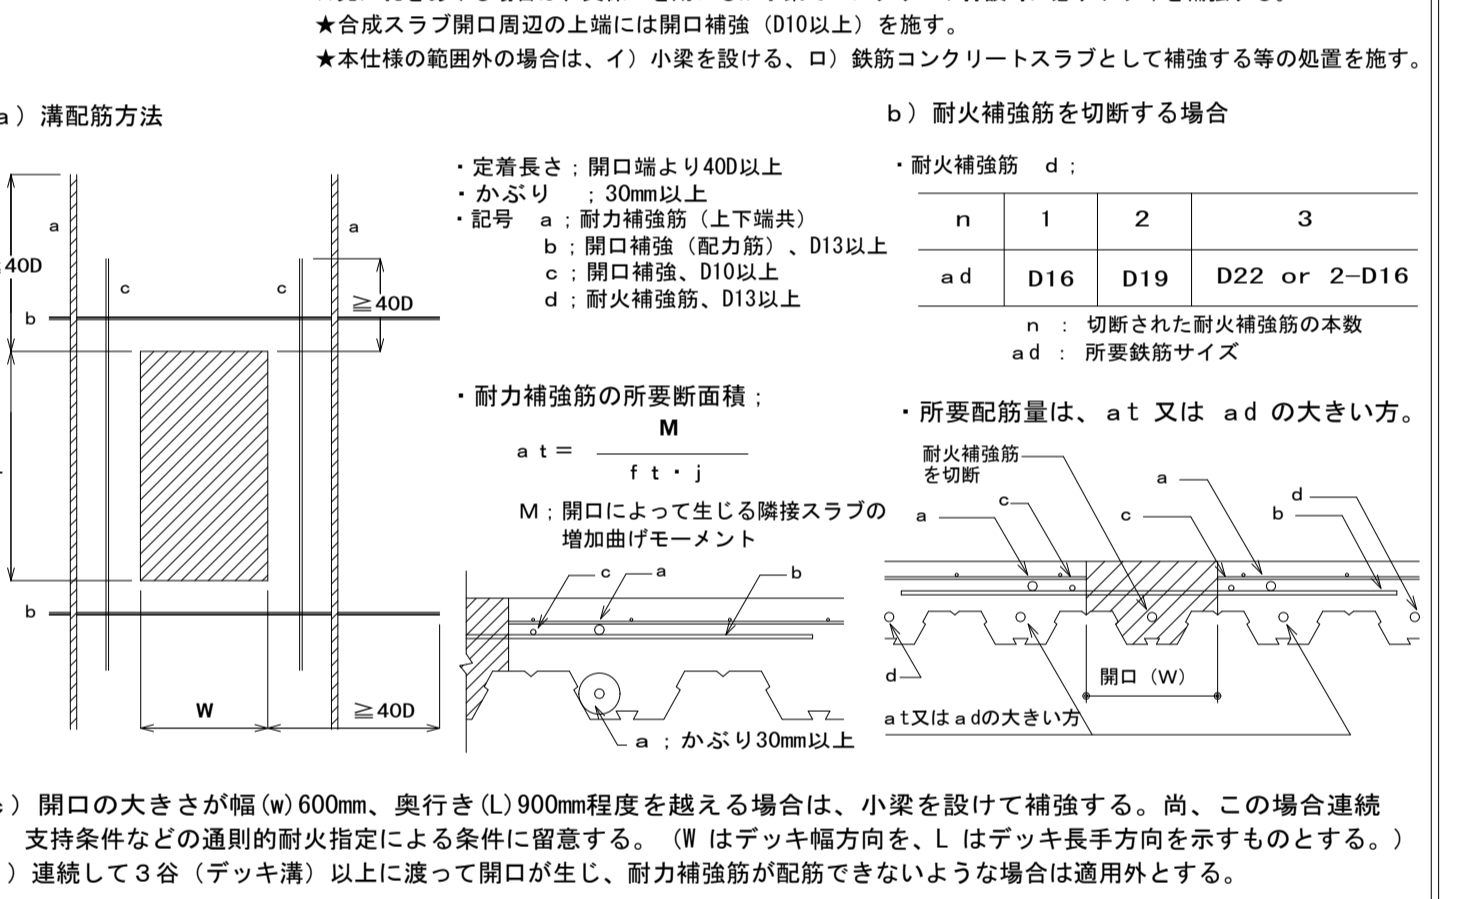 ★合成スラブ開口周辺の上端には開口補強（D10以上）を施す。
★本仕様の範囲外の場合は、イ）小梁を設ける、ロ）鉄筋コンクリートスラブとして補強する等の処置を施す。
a）溝配筋方法
a
a
40D
c
c
≧40D
b
b
W
≧40D
・定着長さ；開口端より40D以上
・かぶり　；30mm以上
・記号　a；耐力補強筋（上下端共）
b；開口補強（配力筋）、D13以上
c；開口補強、D10以上
d；耐火補強筋、D13以上
・耐力補強筋の所要断面積；
at＝ M
ft・j
M；開口によって生じる隣接スラブの
増加曲げモーメント
c
a
b
a；かぶり30mm以上
b）耐火補強筋を切断する場合
・耐火補強筋　d；
n 1 2 3
ad D16 D19 D22 or 2-D16
n ： 切断された耐火補強筋の本数
ad ： 所要鉄筋サイズ
・所要配筋量は、at 又は ad の大きい方。
耐火補強筋
を切断
a
c
a
c
d
b
d
開口（W）
at又はadの大きい方
）開口の大きさが幅(w)600mm、奥行き(L)900mm程度を越える場合は、小梁を設けて補強する。尚、この場合連続
支持条件などの通則的耐火指定による条件に留意する。（W はデッキ幅方向を、L はデッキ長手方向を示すものとする。）
）連続して３谷（デッキ溝）以上に渡って開口が生じ、耐力補強筋が配筋できないような場合は適用外とする。